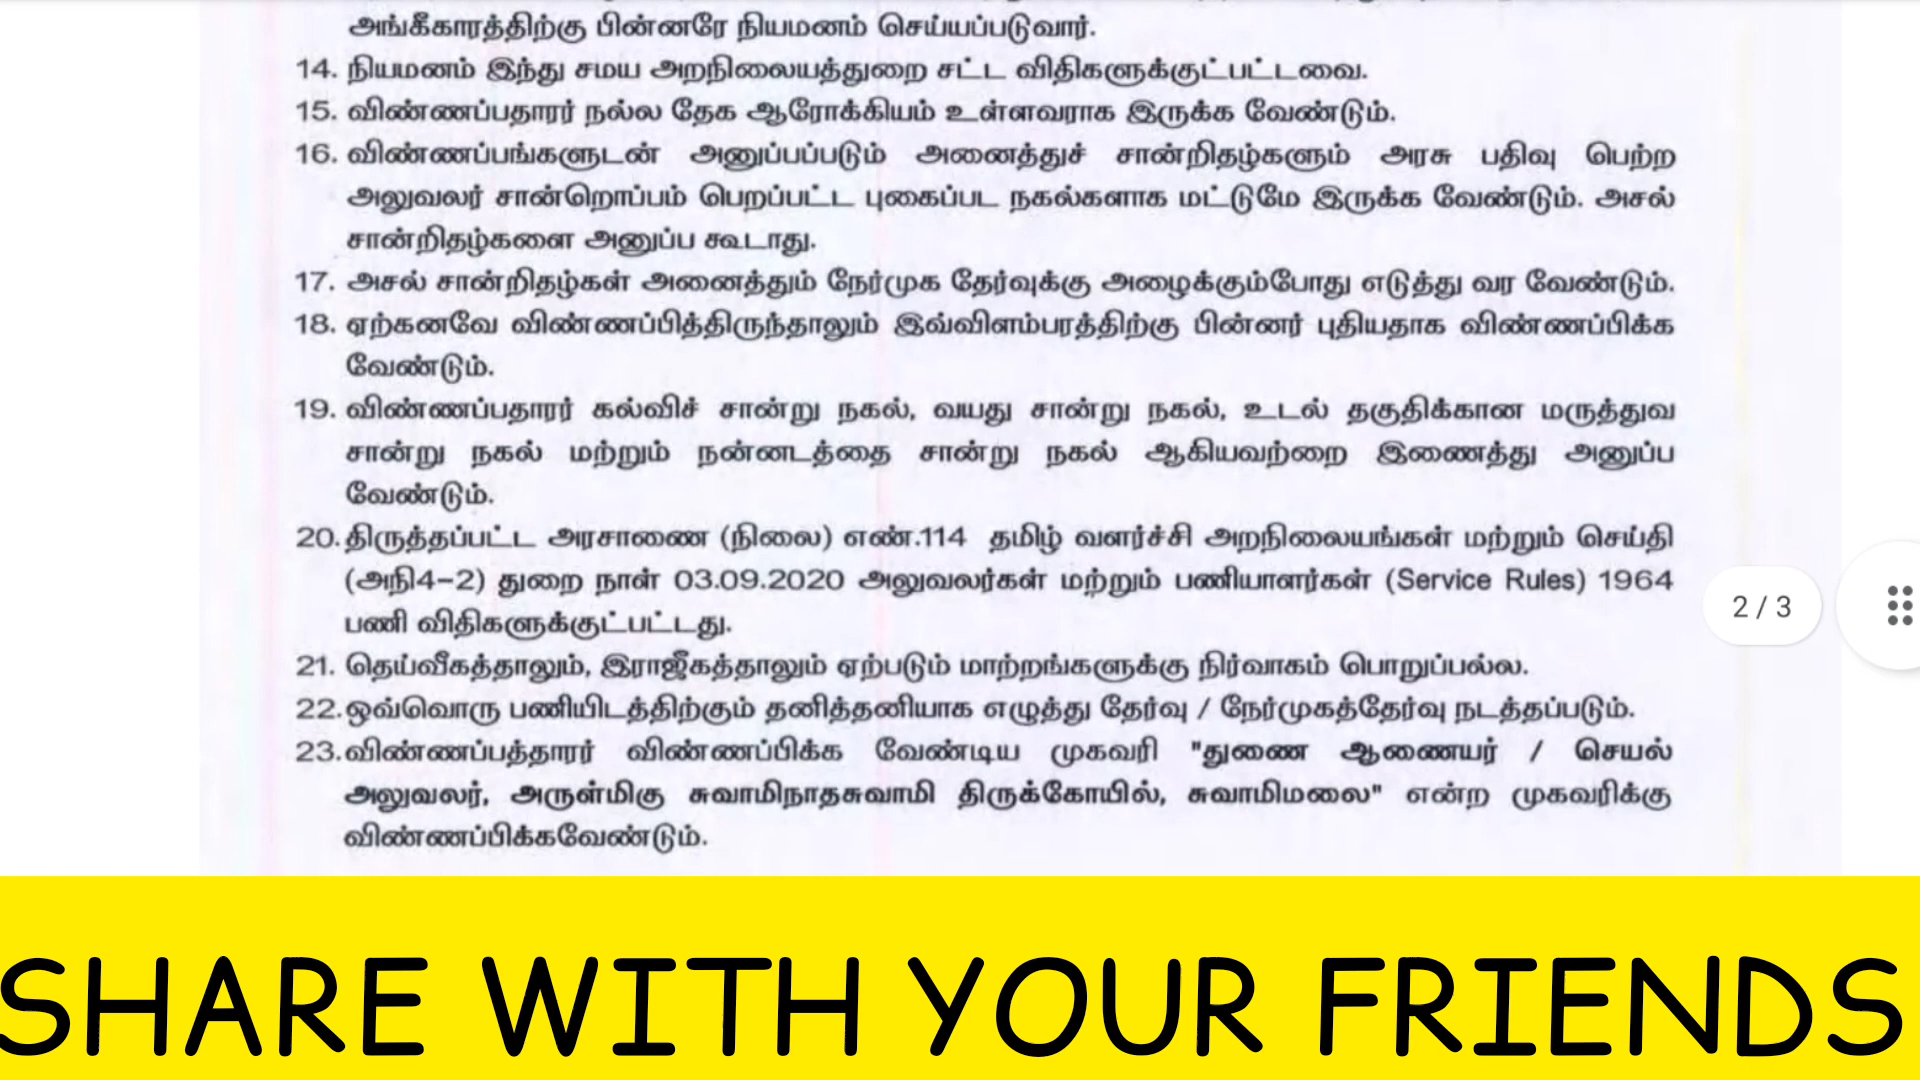 அங்கீகாரத்திற்கு பின்னரே நியமனம் செய்யப்படுவார்.
14. நியமனம் இந்து சமய அறநிலையத்துறை சட்ட விதிகளுக்குட்பட்டவை.
15. விண்ணப்பதாரர் நல்ல தேக ஆரோக்கியம் உள்ளவராக இருக்க வேண்டும்.
16. விண்ணப்பங்களுடன் அனுப்பப்படும் அனைத்துச் சான்றிதழ்களும் அரசு பதிவு பெற்ற
அலுவலர் சான்றொப்பம் பெறப்பட்ட புகைப்பட நகல்களாக மட்டுமே இருக்க வேண்டும். அசல்
சான்றிதழ்களை அனுப்ப கூடாது.
17. அசல் சான்றிதழ்கள் அனைத்தும் நேர்முக தேர்வுக்கு அழைக்கும்போது எடுத்து வர வேண்டும்.
18. ஏற்கனவே விண்ணப்பித்திருந்தாலும் இவ்விளம்பரத்திற்கு பின்னர் புதியதாக விண்ணப்பிக்க
வேண்டும்.
19. விண்ணப்பதாரர் கல்விச் சான்று நகல், வயது சான்று நகல், உடல் தகுதிக்கான மருத்துவ
சான்று நகல் மற்றும் நன்னடத்தை சான்று நகல் ஆகியவற்றை இணைத்து அனுப்ப
வேண்டும்.
20. திருத்தப்பட்ட அரசாணை (நிலை) எண்.114 தமிழ் வளர்ச்சி அறநிலையங்கள் மற்றும் செய்தி
(அநி4-2) துறை நாள் 03.09.2020 அலுவலர்கள் மற்றும் பணியாளர்கள் (Service Rules) 1964
பணி விதிகளுக்குட்பட்டது.
21. தெய்வீகத்தாலும், இராஜீகத்தாலும் ஏற்படும் மாற்றங்களுக்கு நிர்வாகம் பொறுப்பல்ல.
22. ஒவ்வொரு பணியிடத்திற்கும் தனித்தனியாக எழுத்து தேர்வு / நேர்முகத்தேர்வு நடத்தப்படும்.
23. விண்ணப்பத்தாரர் விண்ணப்பிக்க வேண்டிய முகவரி "துணை ஆணையர் / செயல்
அலுவலர், அருள்மிகு சுவாமிநாதசுவாமி திருக்கோயில், சுவாமிமலை" என்ற முகவரிக்கு
விண்ணப்பிக்கவேண்டும்.
2 / 3
SHARE WITH YOUR FRIENDS